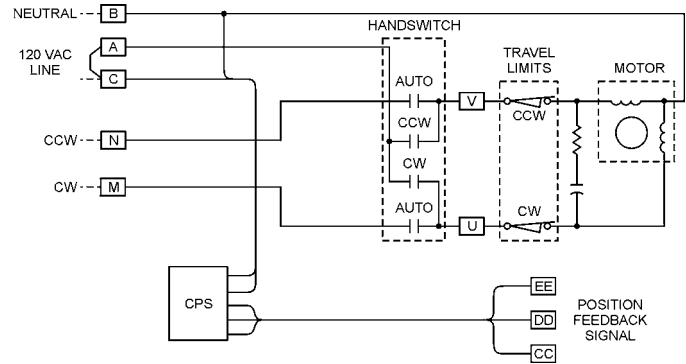 HANDSWITCH
NEUTRAL
B
A
120 VAC
LINE
C
TRAVEL
LIMITS
MOTOR
AUTO
V
CCW
CCW
CCW
N
CW
CW
M
AUTO
U
CW
CPS
EE
DD
CC
POSITION
FEEDBACK
SIGNAL